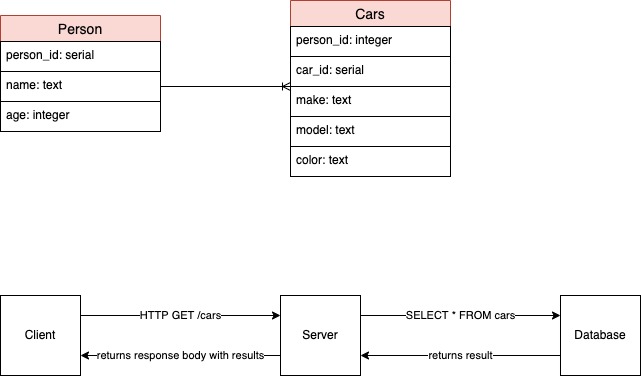 Person
person_id: serial
name: text
age: integer
Cars
person_id: integer
car_id: serial
make: text
model: text
color: text
Client
HTTP GET /cars
returns response body with results
Server
SELECT * FROM cars
returns result
Database